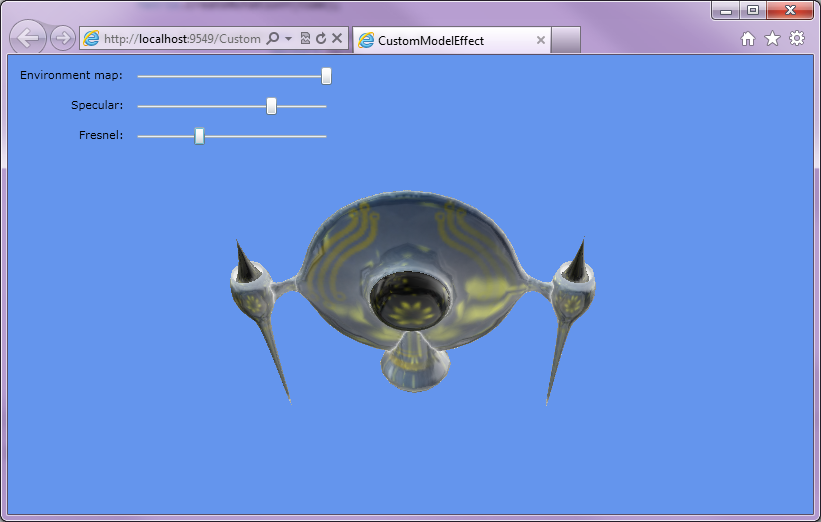 http://localhost:9549/Custom
CustomModelEffect
Environment map:
Specular:
Fresnel: